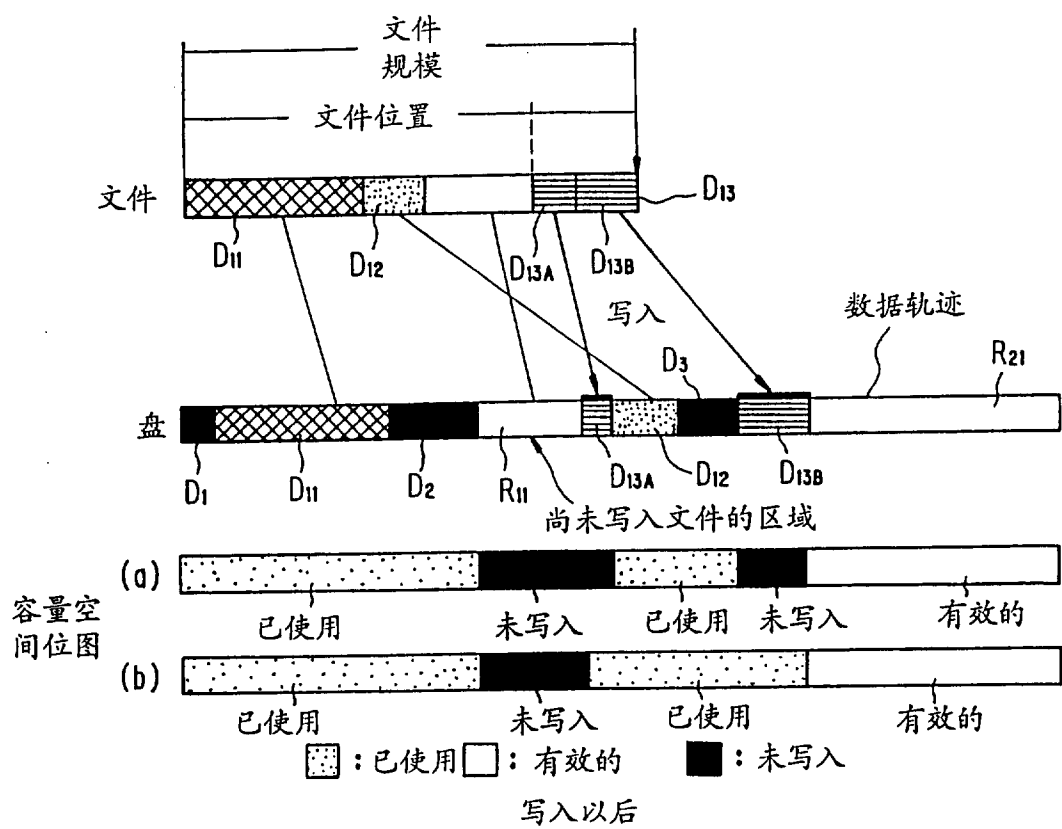 文件
规模
文件位置
文件
D13
D11
D12
D13A
D13B
写入
数据轨迹
D3
R21
盘
D1
D11
D2
R11
D13A
D12
D13B
尚未写入文件的区域
(a)
已使用
未写入
已使用
未写入
有效的
容量空
间位图
(b)
已使用
未写入
已使用
有效的
：已使用 ：有效的 ：未写入
写入以后